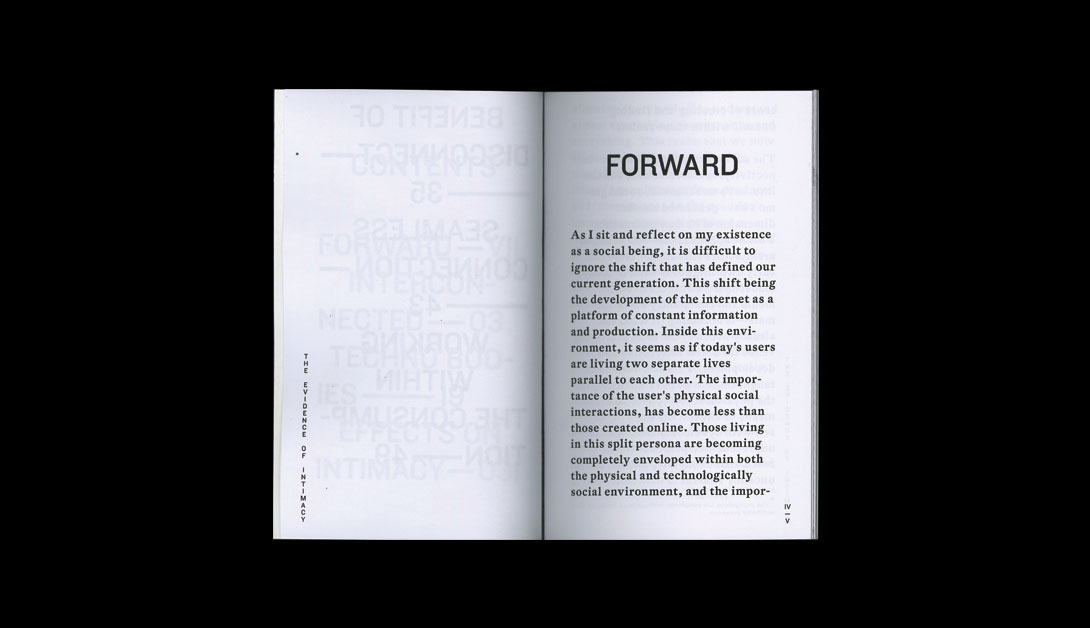 THE EVIDENCE OF INTIMACY
CONTENTS
FORWARD — VII
INTERCON-
NECTED — 03
TECHNO BOD-
IES — 19
EFFECTS ON
INTIMACY
BENEFIT OF
DISCONNECT —
— 35
SEAMLESS
CONNECTION —
— 43
WORKING
WITHIN
THE CONSUMP-
TION — 49
FORWARD
As I sit and reflect on my existence
as a social being, it is difficult to
ignore the shift that has defined our
current generation. This shift being
the development of the internet as a
platform of constant information
and production. Inside this envi-
ronment, it seems as if today's users
are living two separate lives
parallel to each other. The impor-
tance of the user's physical social
interactions, has become less than
those created online. Those living
in this split persona are becoming
completely enveloped within both
the physical and technologically
social environment, and the impor-
IV
—
V